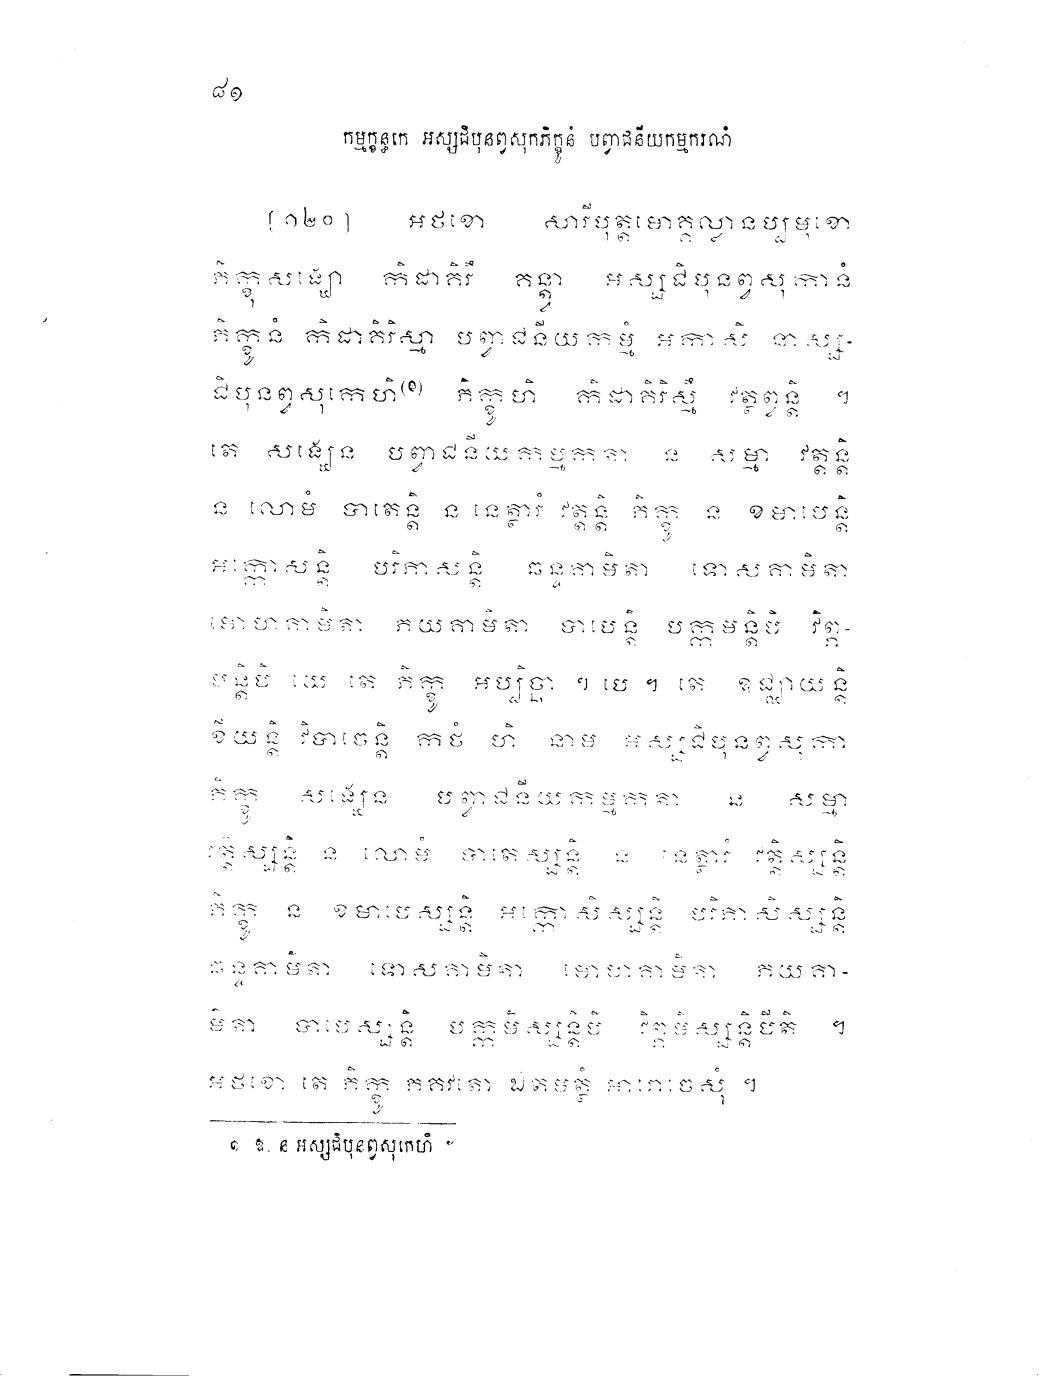 ៨១
កម្មក្ខន្ធកេ អស្សជិបុនព្វសុកភិក្ខូនំ បញ្វជនីយកម្មករណំ
[១២០] អថខោ សារីបុត្តមោគ្គល្លានប្បមុខោ
ភិក្ខុសង្ឃោ កិដាគិរឹ គន្ត្វា អស្សជិបុនព្វសុកានំ
ភិក្ខូនំ កិដាគិរិស្មា បញ្វជនីយកម្មំ អកាសិ នាស្ស-
ជិបុនព្វសុកេហិ(១) ភិក្ខូហិ កិដាគិរិស្មឹ វត្ថព្វន្តិ ។
តេ សង្ឃេន បញ្វជនីយកម្មកតា ន សម្មា វត្តន្តិ
ន លោមំ បាតេន្តិ ន នេត្ថារំ វត្តន្តិ ភិក្ខូ ន ខមាបេន្តិ
អក្កោសន្តិ បរិភាសន្តិ ឆន្ទគាមិតា ទោសគាមិតា
មោហគាមិតា ភយគាមិតា បាបេន្តិ បក្កមន្តិបិ វិព្ភ-
មន្តិបិ យេ តេ ភិក្ខូ អប្បិច្ឆា ។ បេ ។ តេ ឧជ្ឈាយន្តិ
ខីយន្តិ វិបាចេន្តិ កថំ ហិ នាម អស្សជិបុនព្វសុកា
ភិក្ខូ សង្ឃេន បញ្វជនីយកម្មកតា ន សម្មា
វត្តិស្សន្តិ ន លោមំ បាតេស្សន្តិ ន នេត្ថារំ វត្តិស្សន្តិ
ភិក្ខូ ន ខមាបេស្សន្តិ អក្កោសិស្សន្តិ បរិភាសិស្សន្តិ
ឆន្ទគាមិតា ទោសគាមិតា មោហគាមិតា ភយគា-
មិតា បាបេស្សន្តិ បក្កមិស្សន្តិបិ វិព្ភមិស្សន្តិបីតិ ។
អថខោ តេ ភិក្ខូ ភគវតោ ឯតមត្ថំ អារោចេសុំ ។
១ ឱ. ន អស្សជិបុនព្វសុកេហិ ។